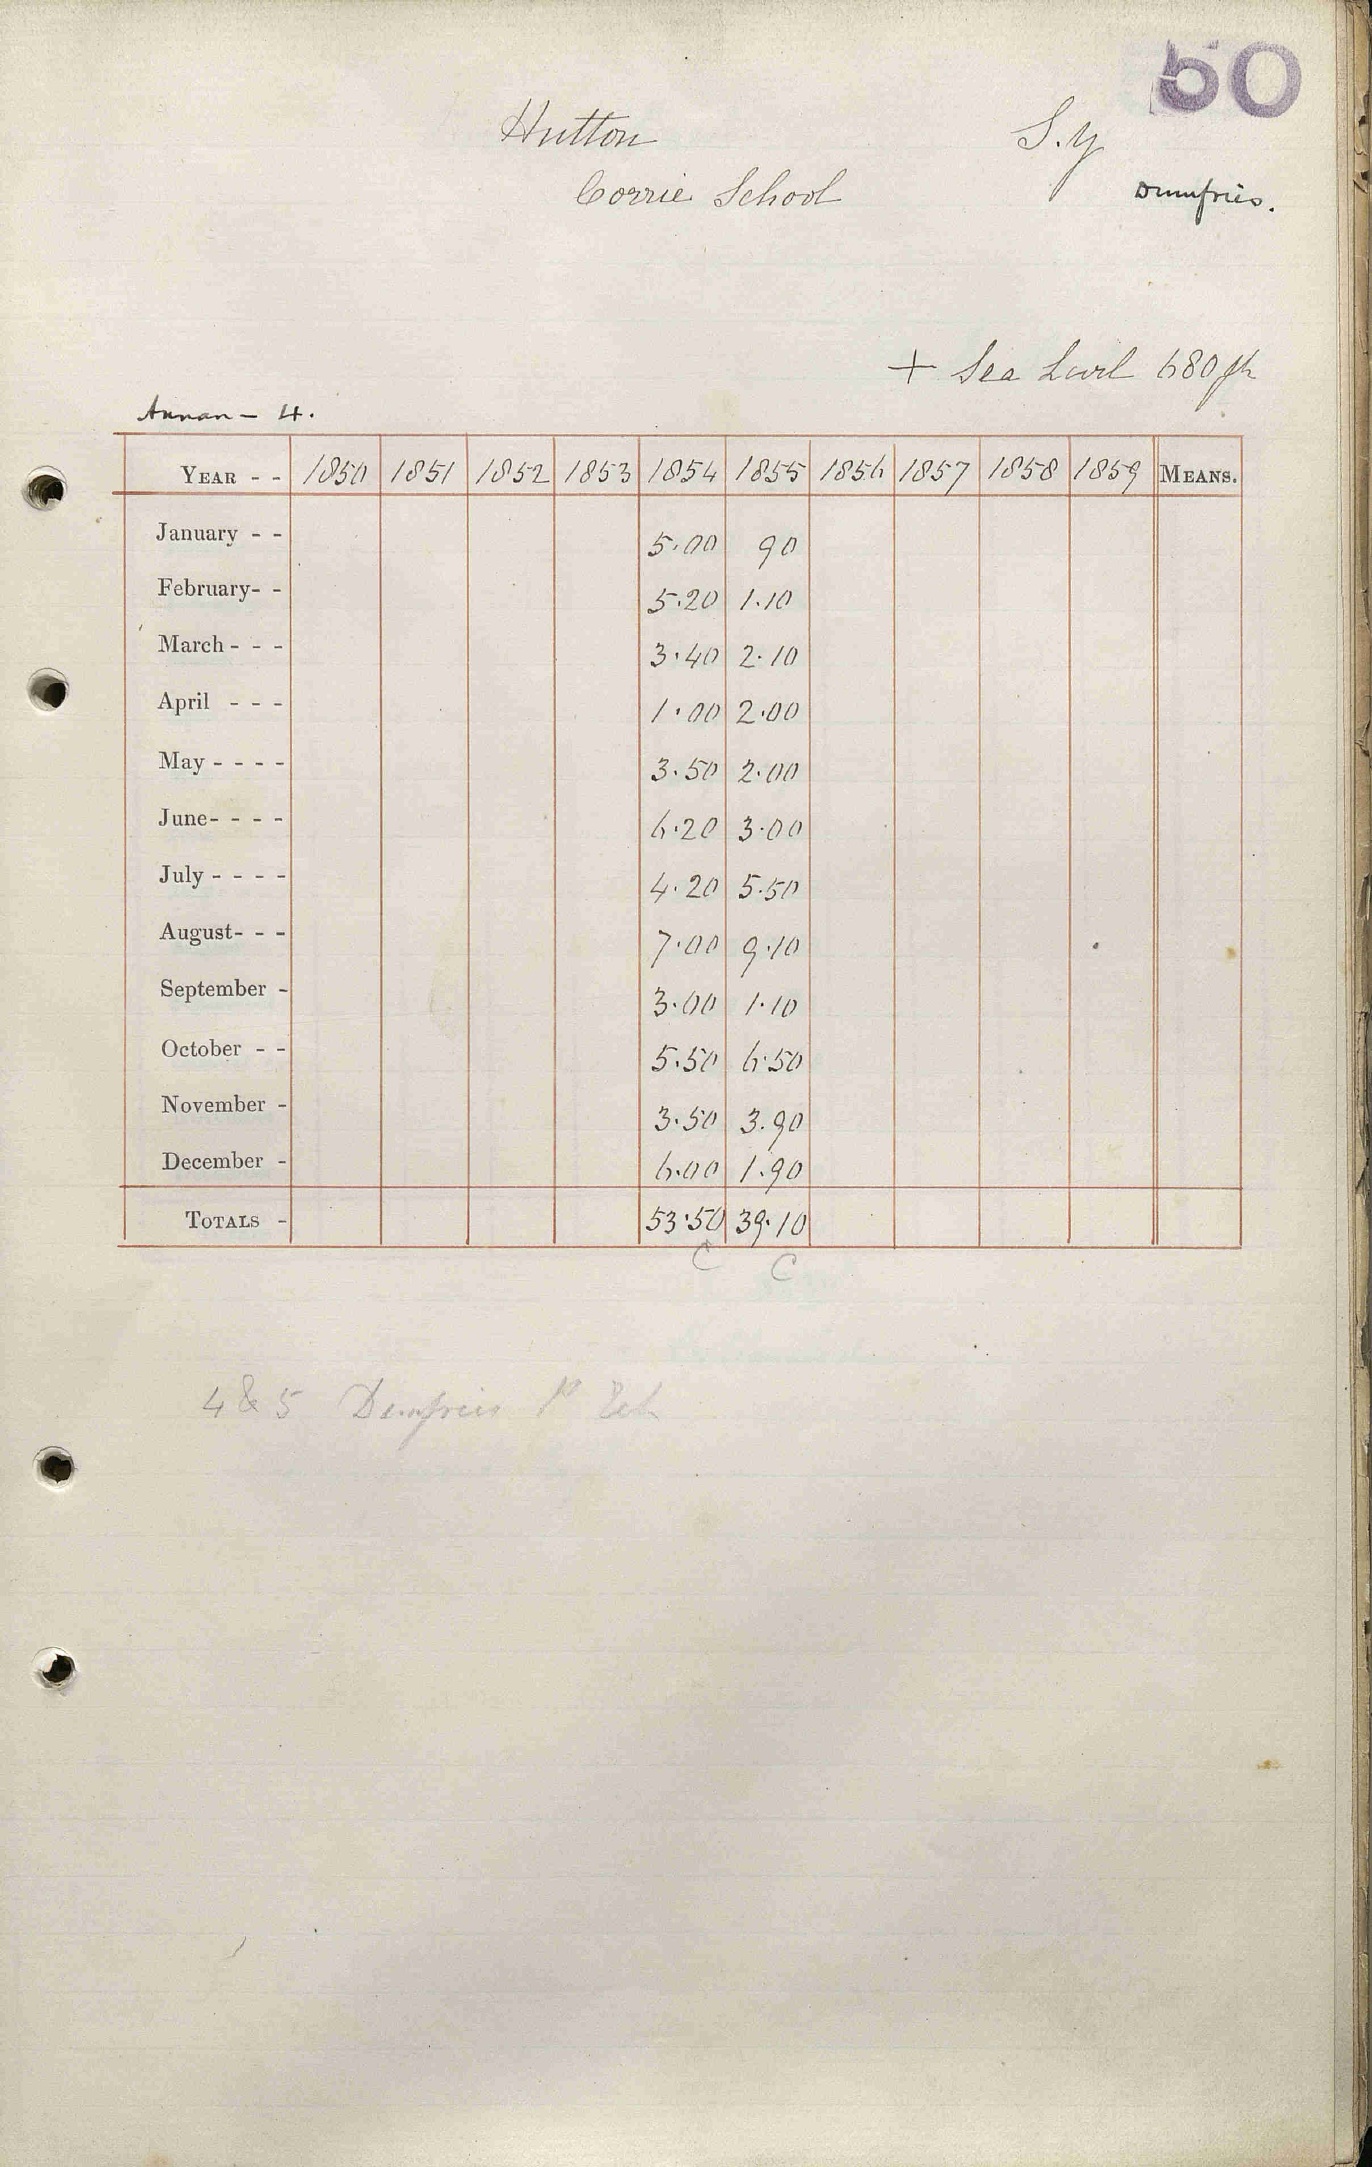 50
Hutton S.y
Corrie School Dumfries.
+ Sea Level 680 ft
Annan - 4.
YEAR - - 1850 1851 1852 1853 1854 1855 1856 1857 1858 1859 MEANS.
January - - 5.00 90
February- - 5.20 1.10
March - - - 3.40 2.10
April - - - 1.00 2.00
May - - - - 3.50 2.00
June- - - - 6.20 3.00
July - - - - 4.20 5.50
August- - - 7.00 9.10
September - 3.00 1.10
October - - 5.50 6.50
November - 3.50 3.90
December - 6.00 1.90
TOTALS - 53.50 39.10
C C
4 & 5 Dumfries